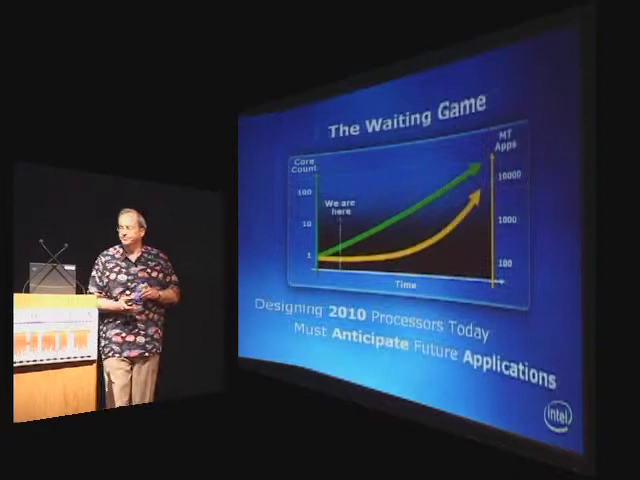 The Waiting Game
Core
Count
MT
Apps
100
10
1
We are
here
10000
1000
100
Time
Designing 2010 Processors Today
Must Anticipate Future Applications
intel